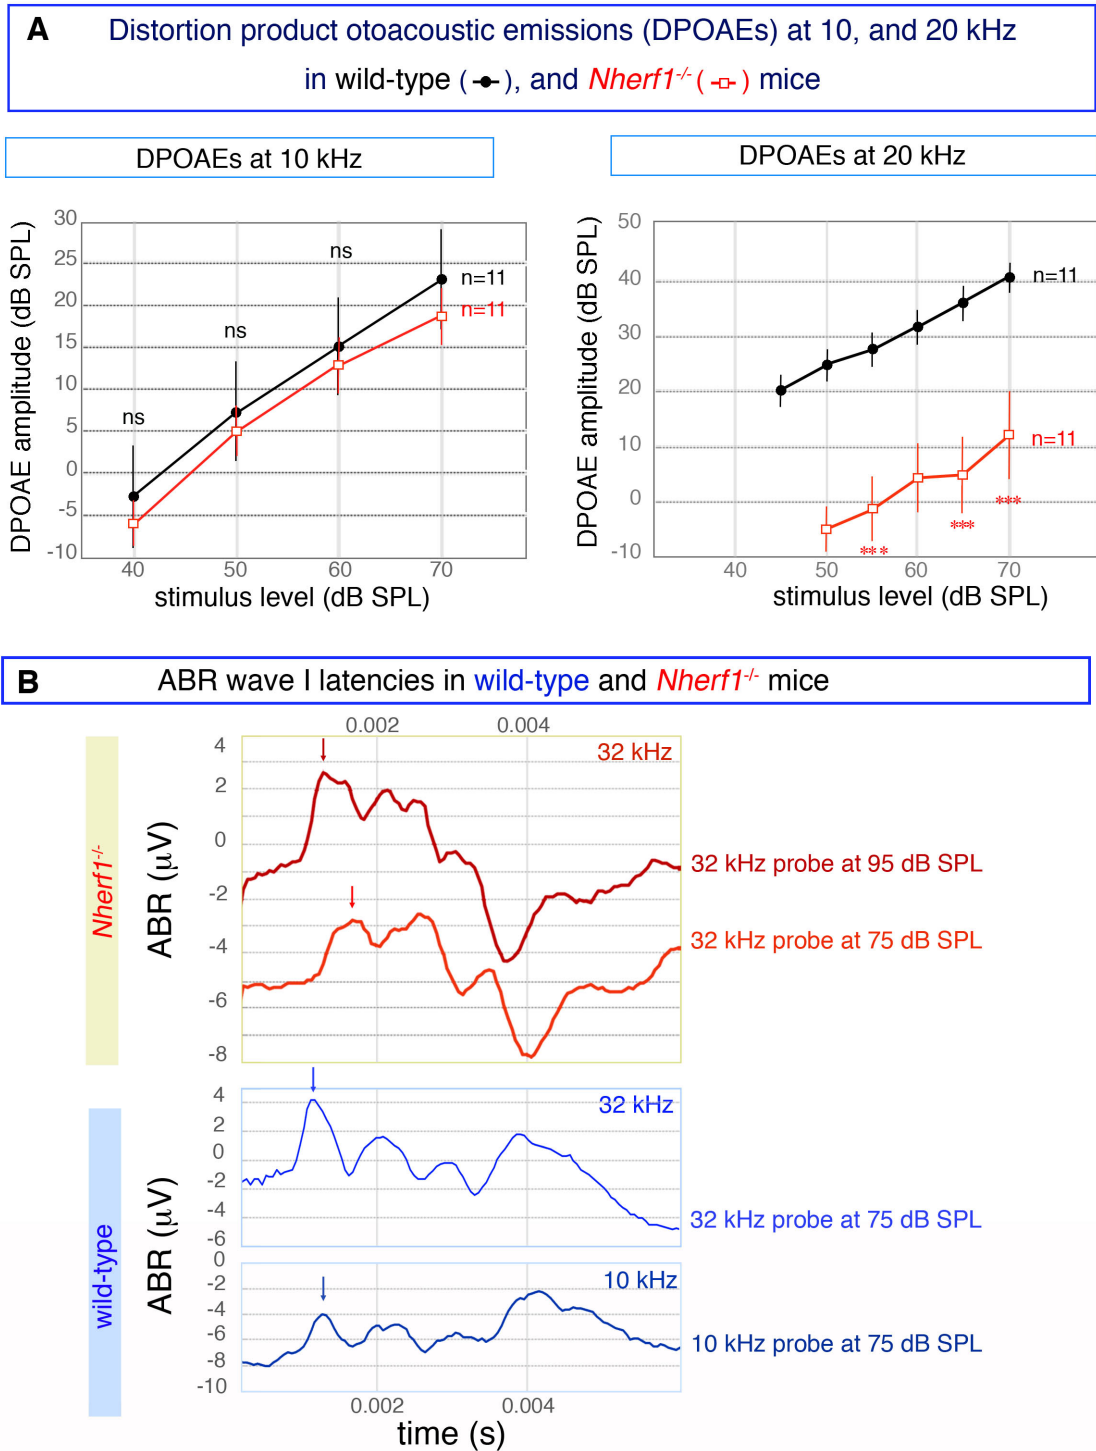 A Distortion product otoacoustic emissions (DPOAEs) at 10, and 20 kHz
in wild-type ( ), and Nherf1-/- ( ) mice
DPOAEs at 10 kHz
DPOAE amplitude (dB SPL)
30
25
20
15
10
5
0
-5
-10
ns
ns
ns
n=11
n=11
40 50 60 70
stimulus level (dB SPL)
DPOAEs at 20 kHz
DPOAE amplitude (dB SPL)
50
40
30
20
10
0
-10
n=11
n=11
***
***
***
40 50 60 70
stimulus level (dB SPL)
B ABR wave I latencies in wild-type and Nherf1-/- mice
0.002 0.004
Nherf1-/-
ABR (μV)
4
2
0
-2
-4
-6
-8
32 kHz
32 kHz probe at 95 dB SPL
32 kHz probe at 75 dB SPL
wild-type
ABR (μV)
4
2
0
-2
-4
-6
32 kHz
32 kHz probe at 75 dB SPL
0
-2
-4
-6
-8
-10
10 kHz
10 kHz probe at 75 dB SPL
0.002 0.004
time (s)